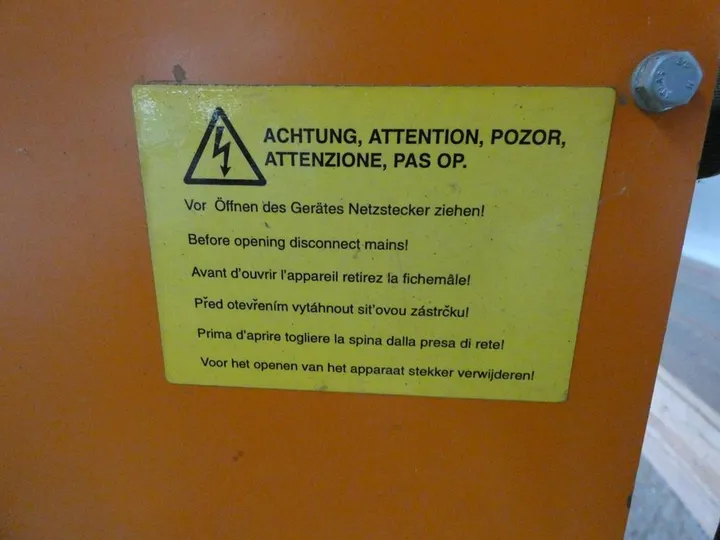 ACHTUNG, ATTENTION, POZOR,
ATTENZIONE, PAS OP.
Vor Öffnen des Gerätes Netzstecker ziehen!
Before opening disconnect mains!
Avant d'ouvrir l'appareil retirez la fichemâle!
Před otevřením vytáhnout sit'ovou zástrčku!
Prima d'aprire togliere la spina dalla presa di rete!
Voor het openen van het apparaat stekker verwijderen!